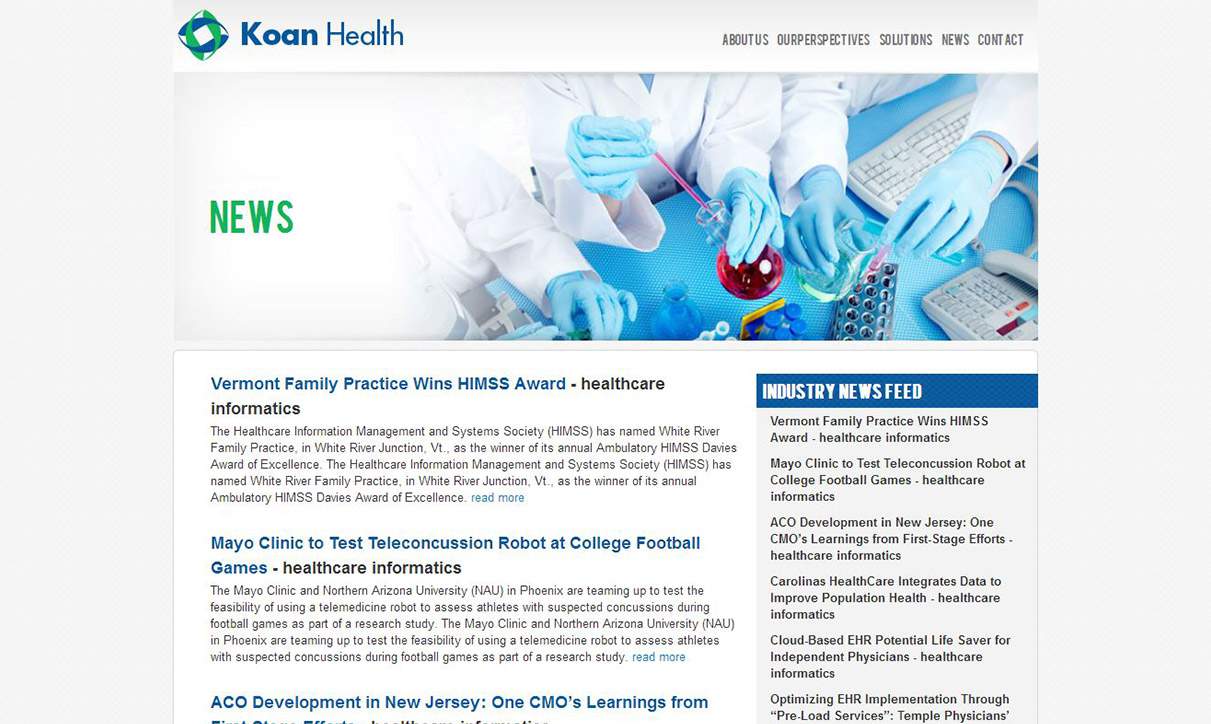 Koan Health
ABOUT US OUR PERSPECTIVES SOLUTIONS NEWS CONTACT
NEWS
Vermont Family Practice Wins HIMSS Award - healthcare
informatics
The Healthcare Information Management and Systems Society (HIMSS) has named White River
Family Practice, in White River Junction, Vt., as the winner of its annual Ambulatory HIMSS Davies
Award of Excellence. The Healthcare Information Management and Systems Society (HIMSS) has
named White River Family Practice, in White River Junction, Vt., as the winner of its annual
Ambulatory HIMSS Davies Award of Excellence. read more
Mayo Clinic to Test Teleconcussion Robot at College Football
Games - healthcare informatics
The Mayo Clinic and Northern Arizona University (NAU) in Phoenix are teaming up to test the
feasibility of using a telemedicine robot to assess athletes with suspected concussions during
football games as part of a research study. The Mayo Clinic and Northern Arizona University (NAU)
in Phoenix are teaming up to test the feasibility of using a telemedicine robot to assess athletes
with suspected concussions during football games as part of a research study. read more
ACO Development in New Jersey: One CMO’s Learnings from
First-Stage Efforts - healthcare informatics
INDUSTRY NEWS FEED
Vermont Family Practice Wins HIMSS
Award - healthcare informatics
Mayo Clinic to Test Teleconcussion Robot at
College Football Games - healthcare
informatics
ACO Development in New Jersey: One
CMO’s Learnings from First-Stage Efforts -
healthcare informatics
Carolinas HealthCare Integrates Data to
Improve Population Health - healthcare
informatics
Cloud-Based EHR Potential Life Saver for
Independent Physicians - healthcare
informatics
Optimizing EHR Implementation Through
“Pre-Load Services”: Temple Physicians’